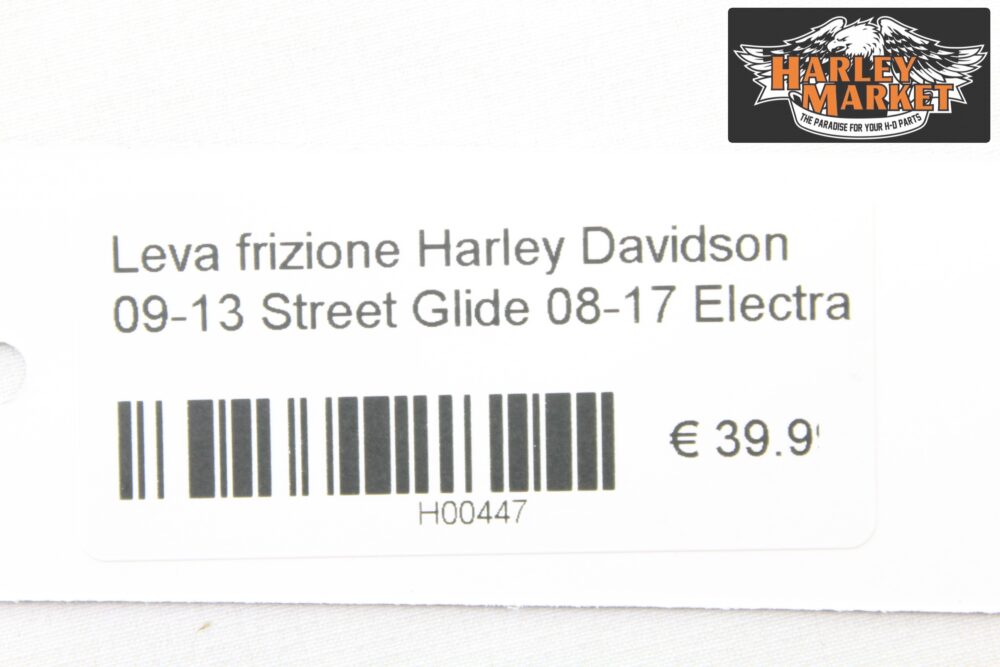 HARLEY
MARKET
THE PARADISE FOR YOUR H-D PARTS
Leva frizione Harley Davidson
09-13 Street Glide 08-17 Electra
€ 39.9
H00447